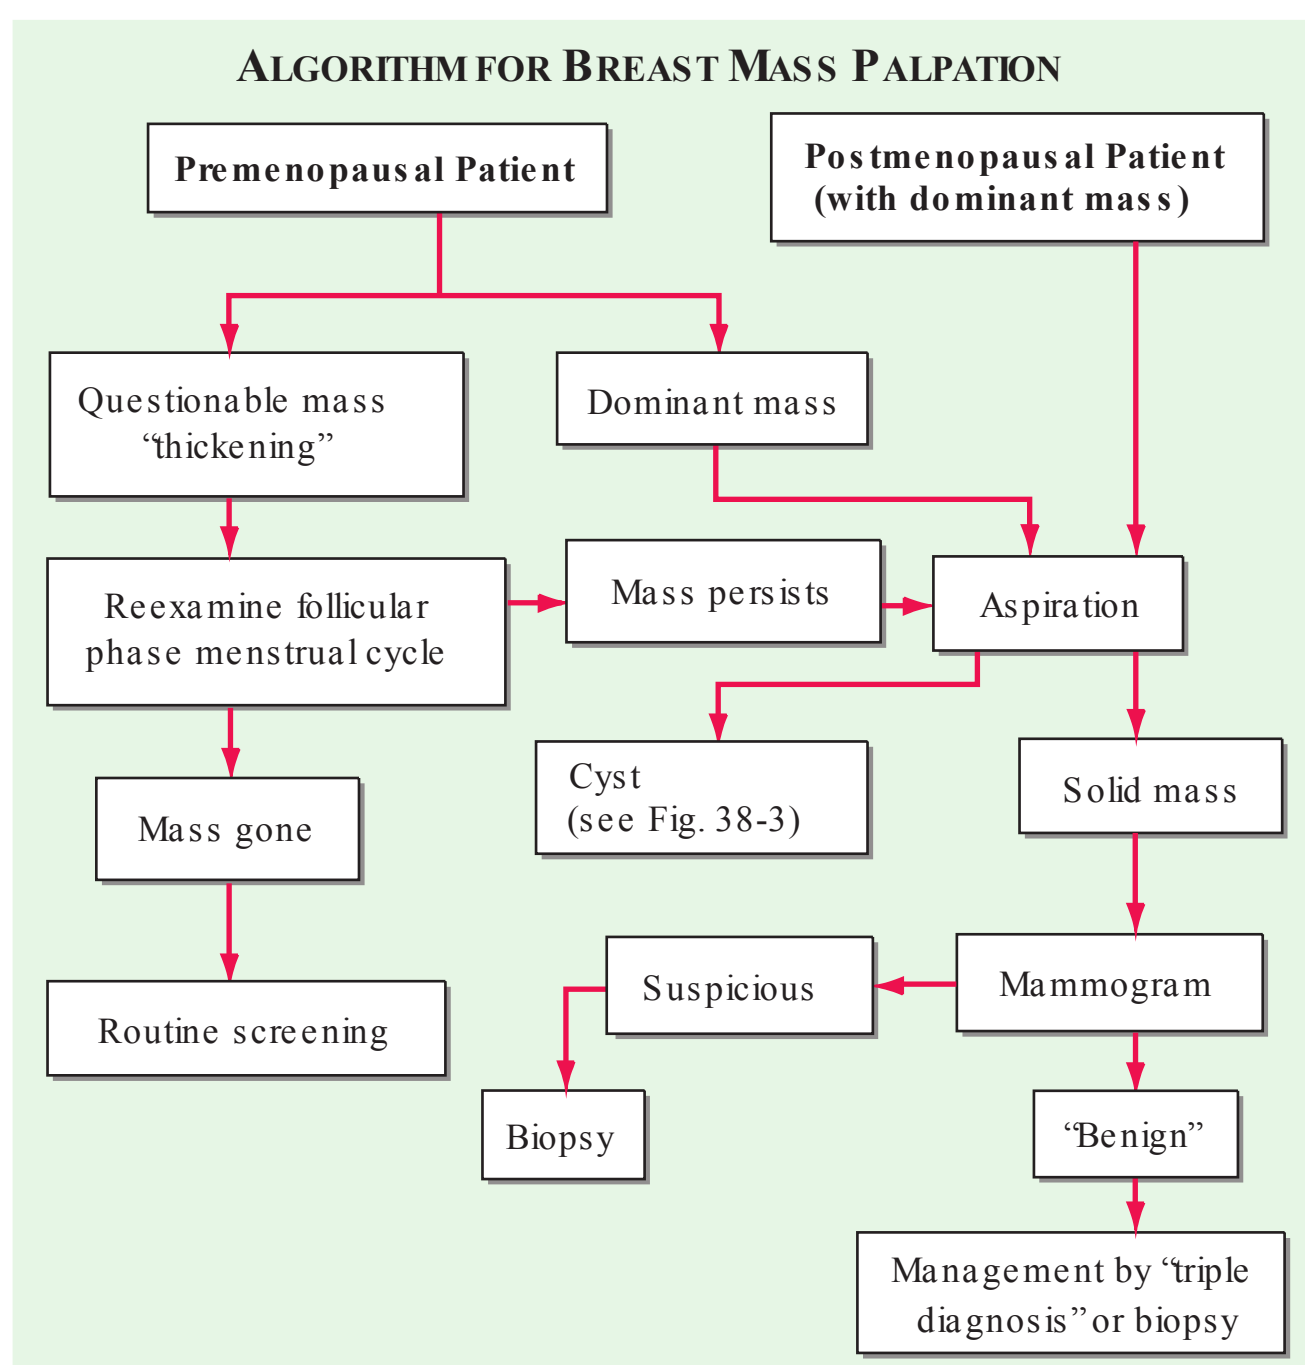 ALGORITHM FOR BREAST MASS PALPATION
Premenopausal Patient
Postmenopausal Patient
(with dominant mass)
Questionable mass
“thickening”
Dominant mass
Reexamine follicular
phase menstrual cycle
Mass persists
Aspiration
Cyst
(see Fig. 38-3)
Solid mass
Mass gone
Suspicious
Mammogram
Routine screening
Biopsy
“Benign”
Management by “triple
diagnosis” or biopsy